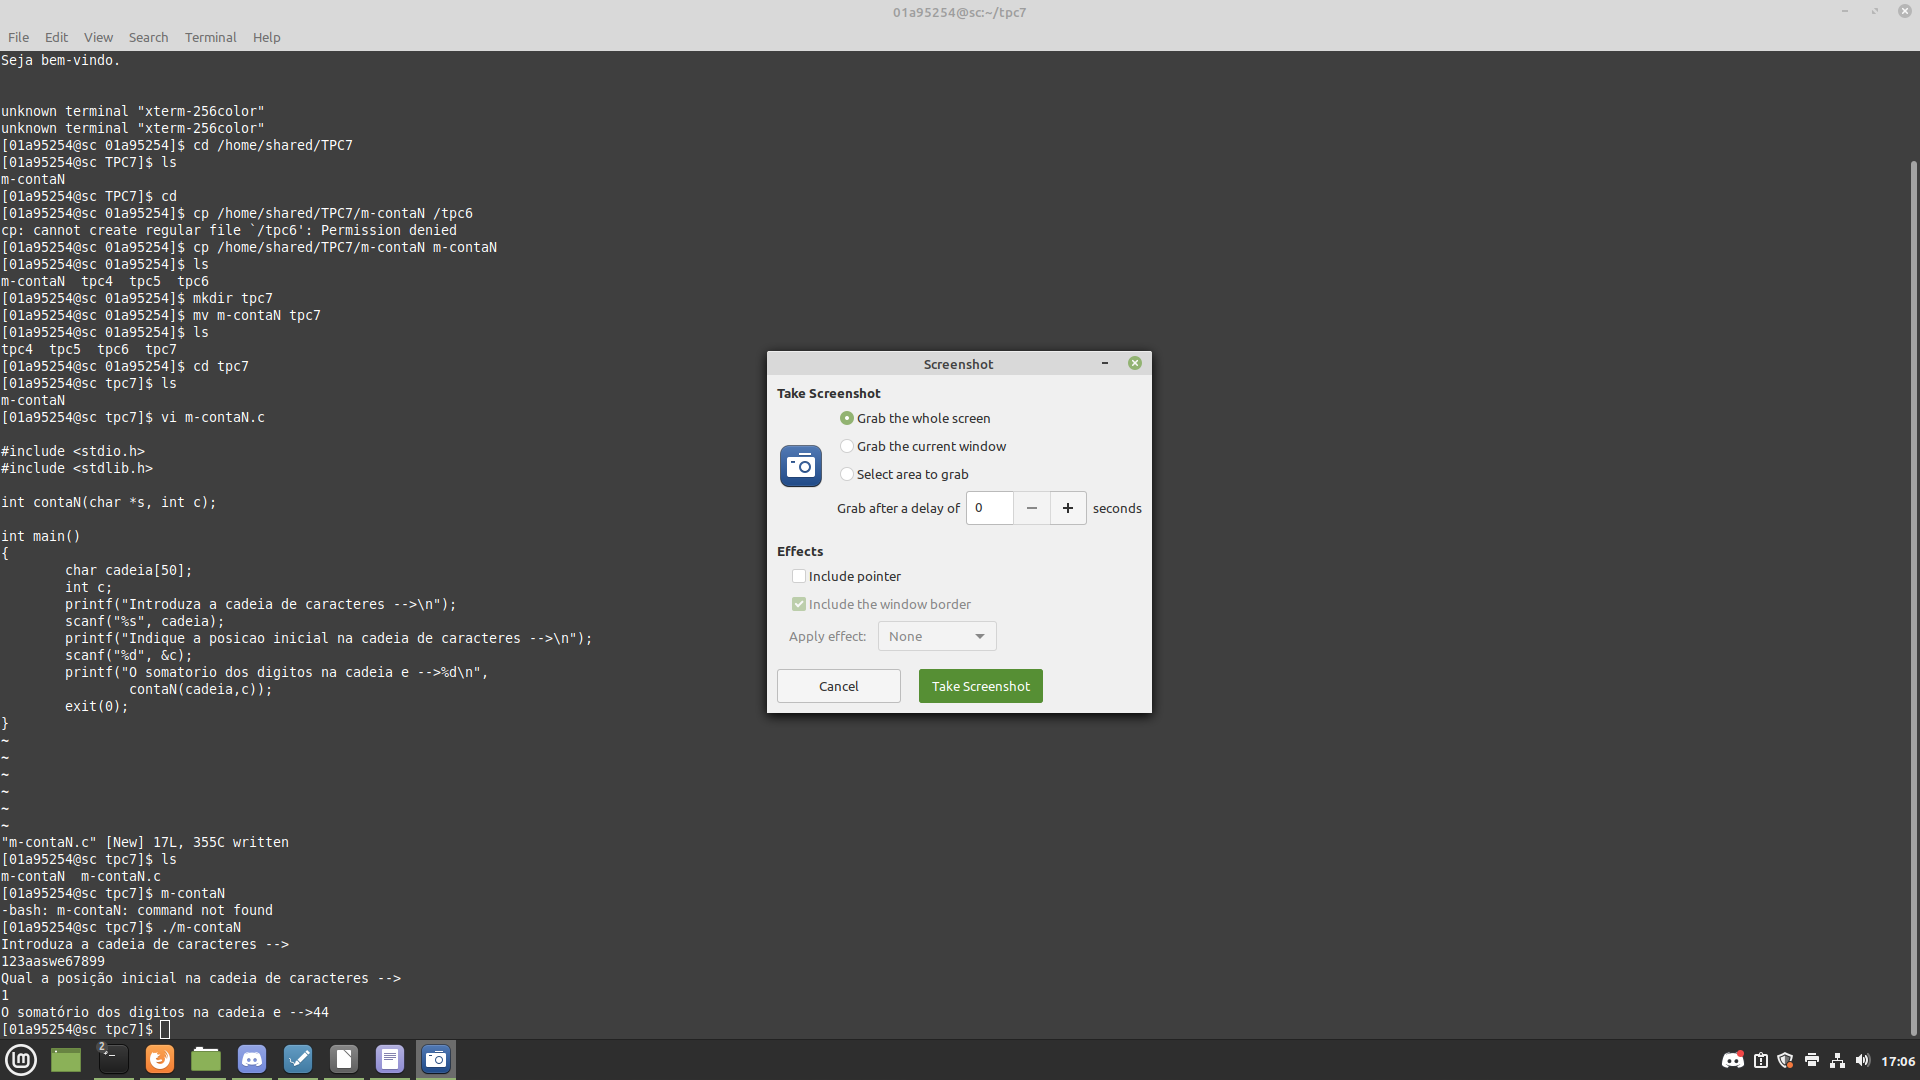 01a95254@sc:~/tpc7
File Edit View Search Terminal Help
Seja bem-vindo.
unknown terminal "xterm-256color"
unknown terminal "xterm-256color"
[01a95254@sc 01a95254]$ cd /home/shared/TPC7
[01a95254@sc TPC7]$ ls
m-contaN
[01a95254@sc TPC7]$ cd
[01a95254@sc 01a95254]$ cp /home/shared/TPC7/m-contaN /tpc6
cp: cannot create regular file `/tpc6': Permission denied
[01a95254@sc 01a95254]$ cp /home/shared/TPC7/m-contaN m-contaN
[01a95254@sc 01a95254]$ ls
m-contaN  tpc4  tpc5  tpc6
[01a95254@sc 01a95254]$ mkdir tpc7
[01a95254@sc 01a95254]$ mv m-contaN tpc7
[01a95254@sc 01a95254]$ ls
tpc4  tpc5  tpc6  tpc7
[01a95254@sc 01a95254]$ cd tpc7
[01a95254@sc tpc7]$ ls
m-contaN
[01a95254@sc tpc7]$ vi m-contaN.c
#include <stdio.h>
#include <stdlib.h>
int contaN(char *s, int c);
int main()
{
        char cadeia[50];
        int c;
        printf("Introduza a cadeia de caracteres -->\n");
        scanf("%s", cadeia);
        printf("Indique a posicao inicial na cadeia de caracteres -->\n");
        scanf("%d", &c);
        printf("O somatorio dos digitos na cadeia e -->%d\n",
                contaN(cadeia,c));
        exit(0);
}
~
~
~
~
~
~
"m-contaN.c" [New] 17L, 355C written
[01a95254@sc tpc7]$ ls
m-contaN  m-contaN.c
[01a95254@sc tpc7]$ m-contaN
-bash: m-contaN: command not found
[01a95254@sc tpc7]$ ./m-contaN
Introduza a cadeia de caracteres -->
123aaswe67899
Qual a posição inicial na cadeia de caracteres -->
1
O somatório dos digitos na cadeia e -->44
[01a95254@sc tpc7]$
Screenshot
Take Screenshot
Grab the whole screen
Grab the current window
Select area to grab
Grab after a delay of 0 − + seconds
Effects
Include pointer
Include the window border
Apply effect: None
Cancel Take Screenshot
2
17:06